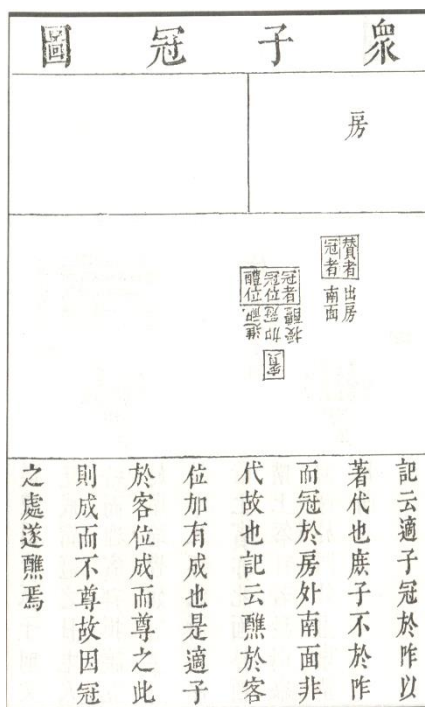 衆子冠圖
房
贊者
冠者
出房
南面
賓
加冠
記云適子冠於阼以
著代也庶子不於阼
而冠於房外南面非
代故也記云醮於客
位加有成也是適子
於客位成而尊之此
則成而不尊故因冠
之處遂醮焉